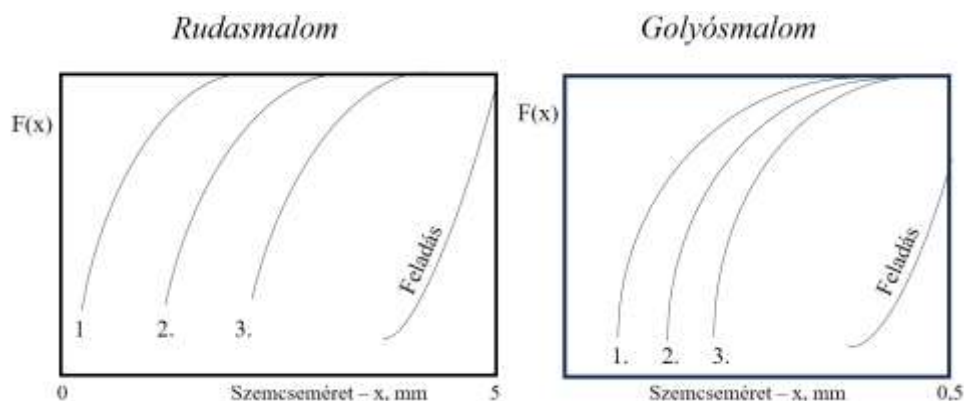 Rudasmalom
F(x)
Feladás
1.
2.
3.
0
Szemcseméret – x, mm
5
Golyósmalom
F(x)
Feladás
1.
2.
3.
Szemcseméret – x, mm
0,5